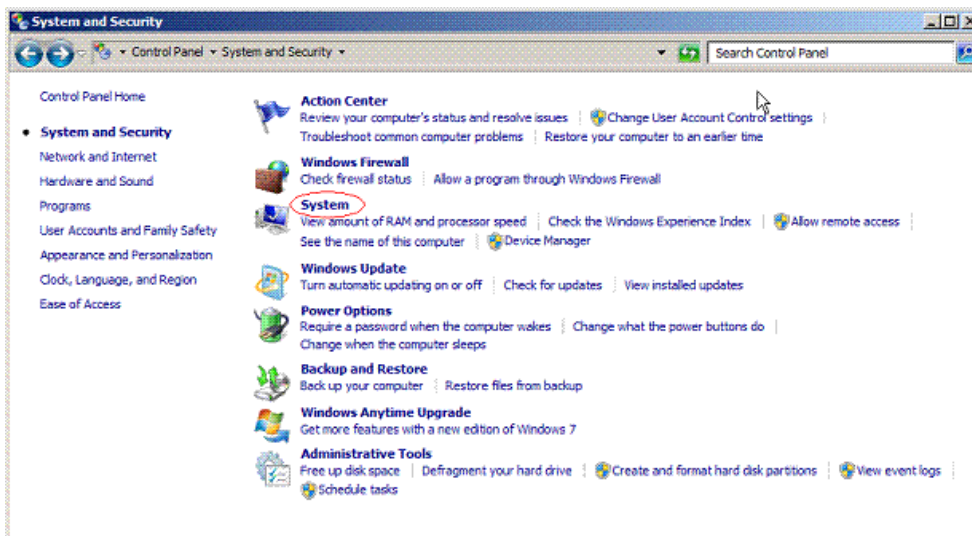 System and Security
Control Panel System and Security
Search Control Panel
Control Panel Home
System and Security
Network and Internet
Hardware and Sound
Programs
User Accounts and Family Safety
Appearance and Personalization
Clock, Language, and Region
Ease of Access
Action Center
Review your computer's status and resolve issues Change User Account Control settings
Troubleshoot common computer problems Restore your computer to an earlier time
Windows Firewall
Check firewall status Allow a program through Windows Firewall
System
View amount of RAM and processor speed Check the Windows Experience Index Allow remote access
See the name of this computer Device Manager
Windows Update
Turn automatic updating on or off Check for updates View installed updates
Power Options
Require a password when the computer wakes Change what the power buttons do
Change when the computer sleeps
Backup and Restore
Back up your computer Restore files from backup
Windows Anytime Upgrade
Get more features with a new edition of Windows 7
Administrative Tools
Free up disk space Defragment your hard drive Create and format hard disk partitions View event logs
Schedule tasks